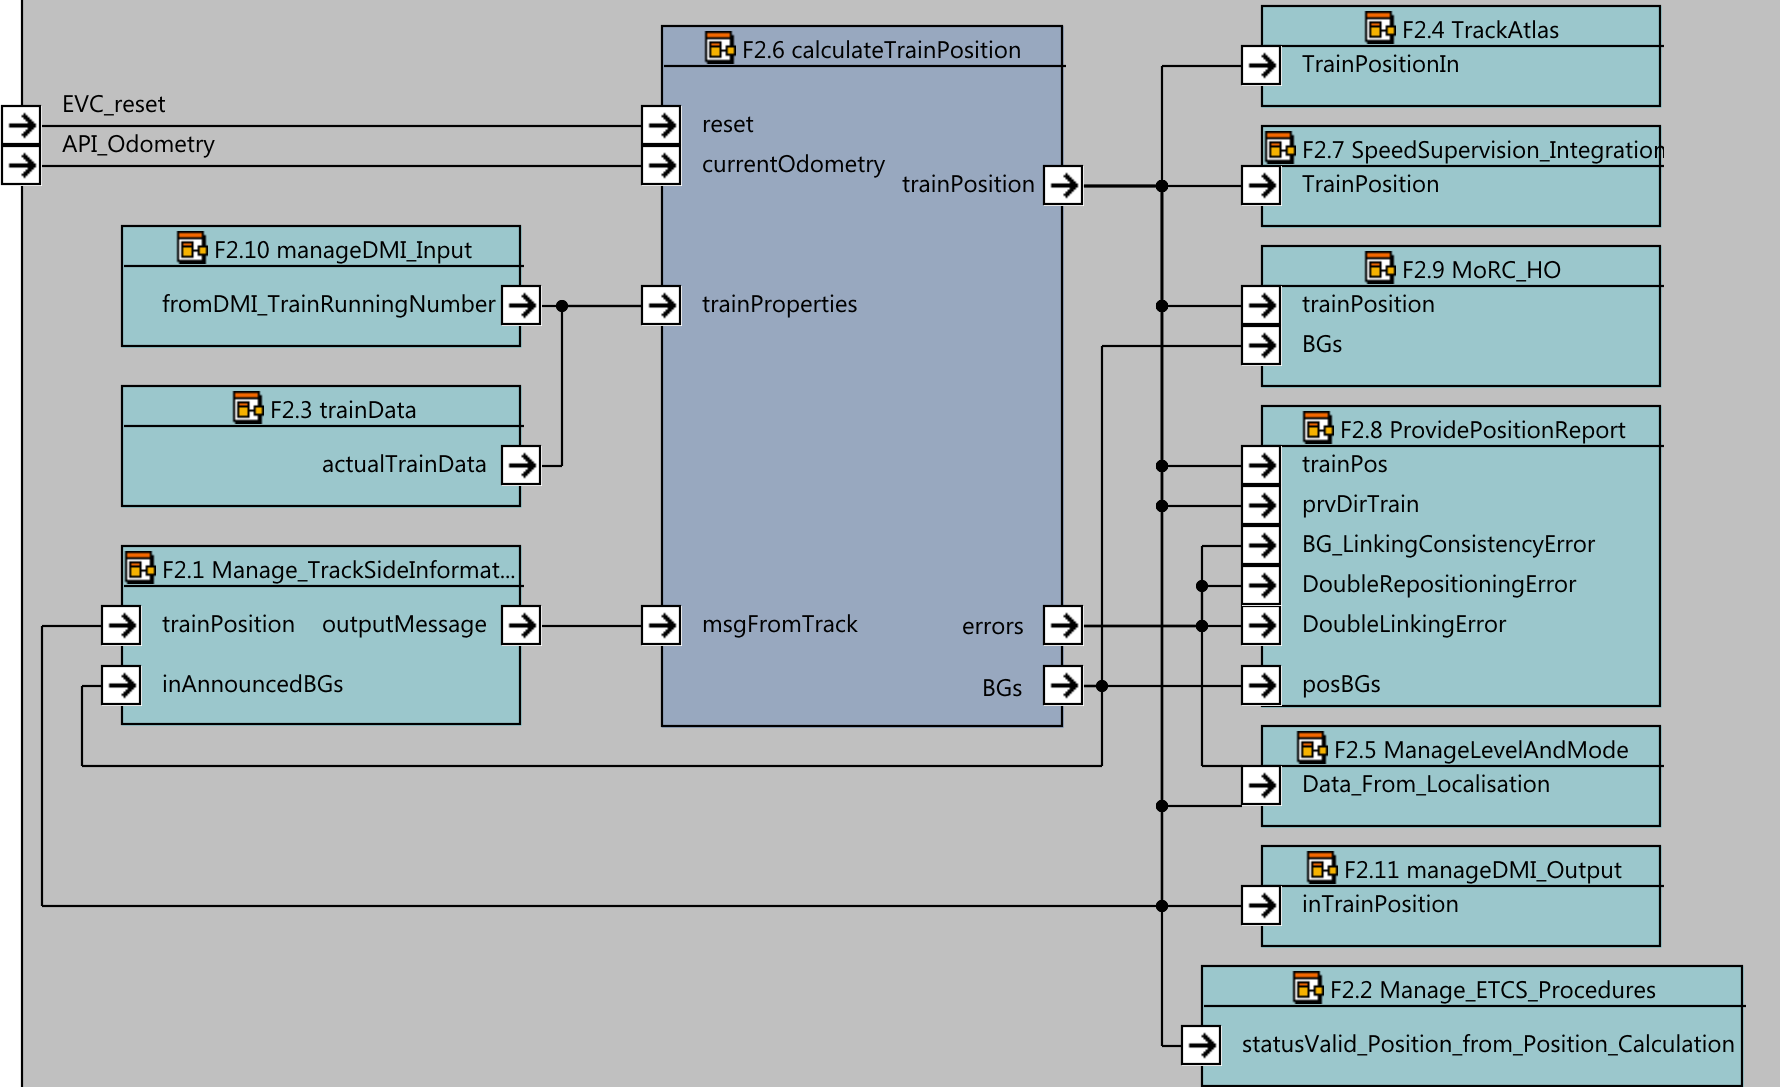 EVC_reset
API_Odometry
F2.10 manageDMI_Input
fromDMI_TrainRunningNumber
F2.3 trainData
actualTrainData
F2.1 Manage_TrackSideInformat...
trainPosition outputMessage
inAnnouncedBGs
F2.6 calculateTrainPosition
reset
currentOdometry
trainPosition
trainProperties
msgFromTrack errors
BGs
F2.4 TrackAtlas
TrainPositionIn
F2.7 SpeedSupervision_Integration
TrainPosition
F2.9 MoRC_HO
trainPosition
BGs
F2.8 ProvidePositionReport
trainPos
prvDirTrain
BG_LinkingConsistencyError
DoubleRepositioningError
DoubleLinkingError
posBGs
F2.5 ManageLevelAndMode
Data_From_Localisation
F2.11 manageDMI_Output
inTrainPosition
F2.2 Manage_ETCS_Procedures
statusValid_Position_from_Position_Calculation